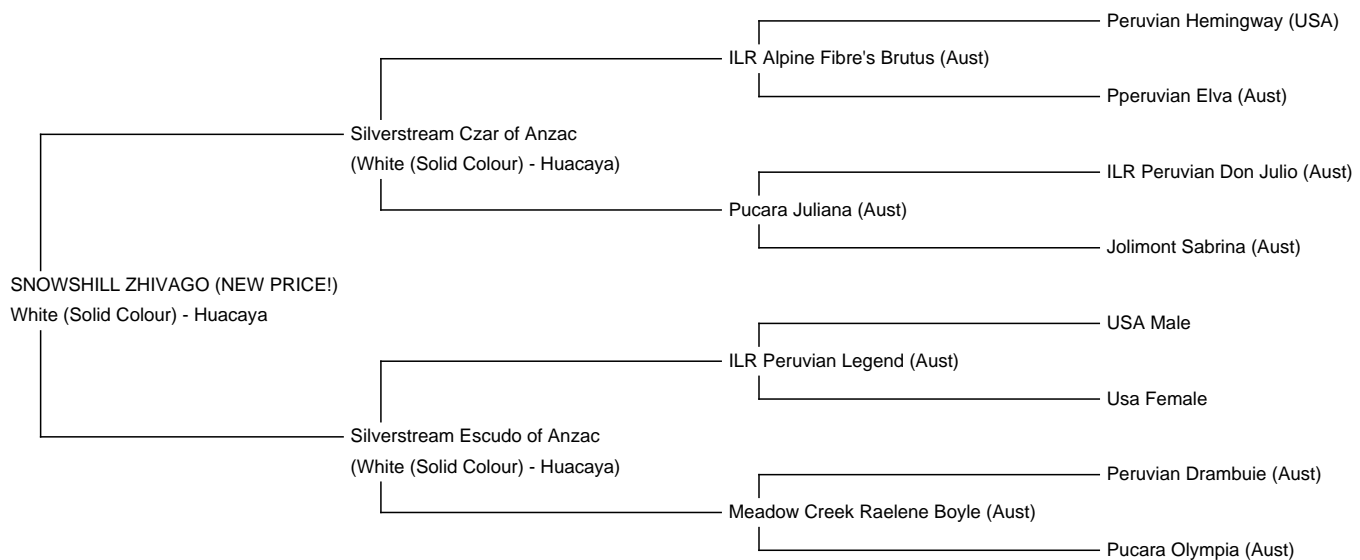 Peruvian Hemingway (USA)
ILR Alpine Fibre's Brutus (Aust)
Pperuvian Elva (Aust)
Silverstream Czar of Anzac
(White (Solid Colour) - Huacaya)
ILR Peruvian Don Julio (Aust)
Pucara Juliana (Aust)
Jolimont Sabrina (Aust)
SNOWSHILL ZHIVAGO (NEW PRICE!)
White (Solid Colour) - Huacaya
USA Male
ILR Peruvian Legend (Aust)
Usa Female
Silverstream Escudo of Anzac
(White (Solid Colour) - Huacaya)
Peruvian Drambuie (Aust)
Meadow Creek Raelene Boyle (Aust)
Pucara Olympia (Aust)